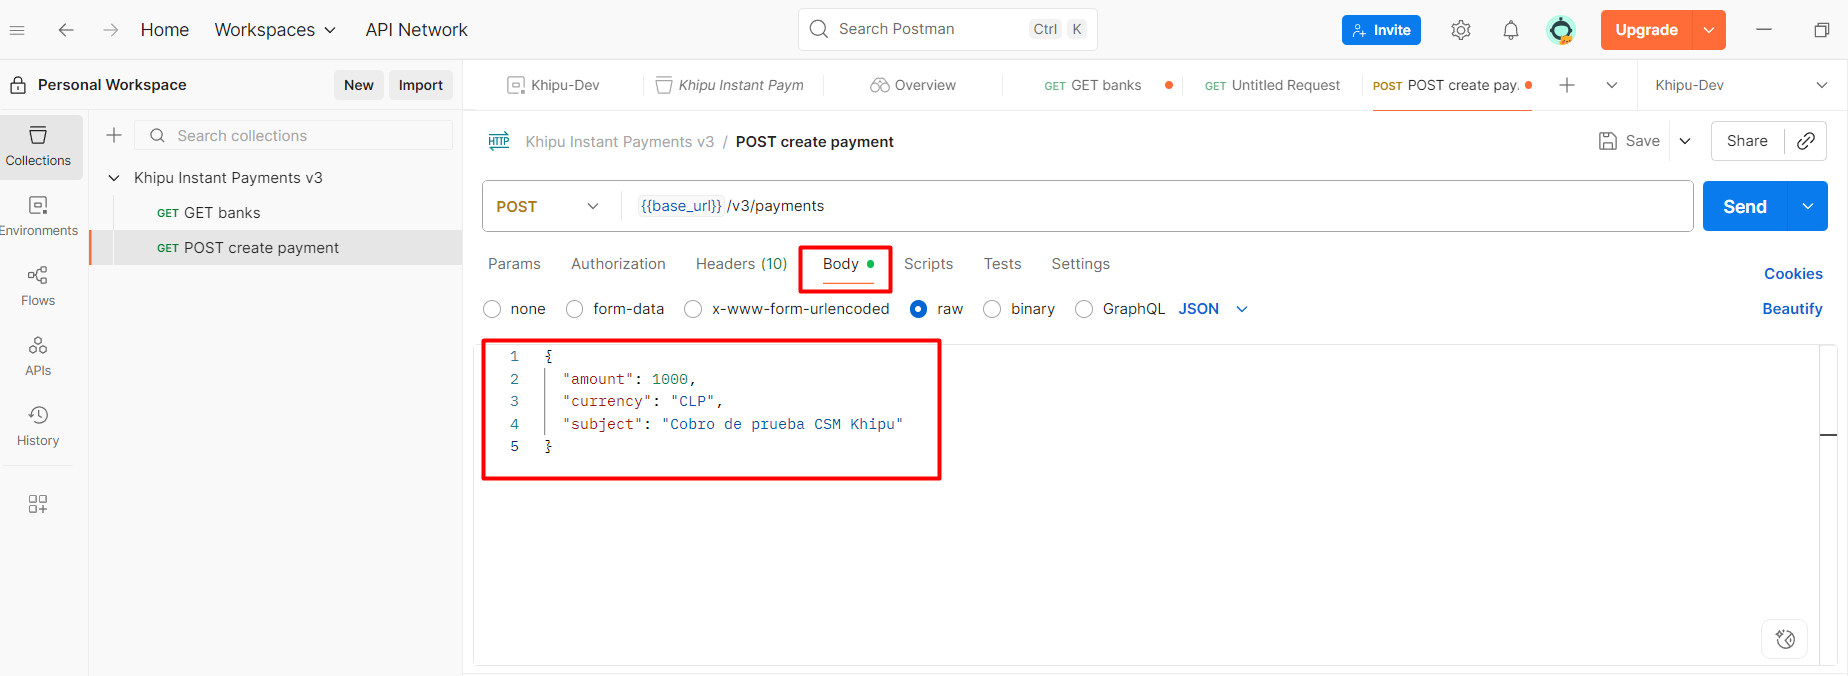 Home Workspaces API Network Search Postman Ctrl K Invite Upgrade
Personal Workspace New Import Khipu-Dev Khipu Instant Paym Overview GET GET banks GET Untitled Request POST POST create pay. Khipu-Dev
Collections
Environments
Flows
APIs
History
Search collections
Khipu Instant Payments v3
GET GET banks
GET POST create payment
HTTP Khipu Instant Payments v3 / POST create payment Save Share
POST {{base_url}} /v3/payments Send
Params Authorization Headers (10) Body Scripts Tests Settings Cookies
none form-data x-www-form-urlencoded raw binary GraphQL JSON Beautify
1 {
2 "amount": 1000,
3 "currency": "CLP",
4 "subject": "Cobro de prueba CSM Khipu"
5 }